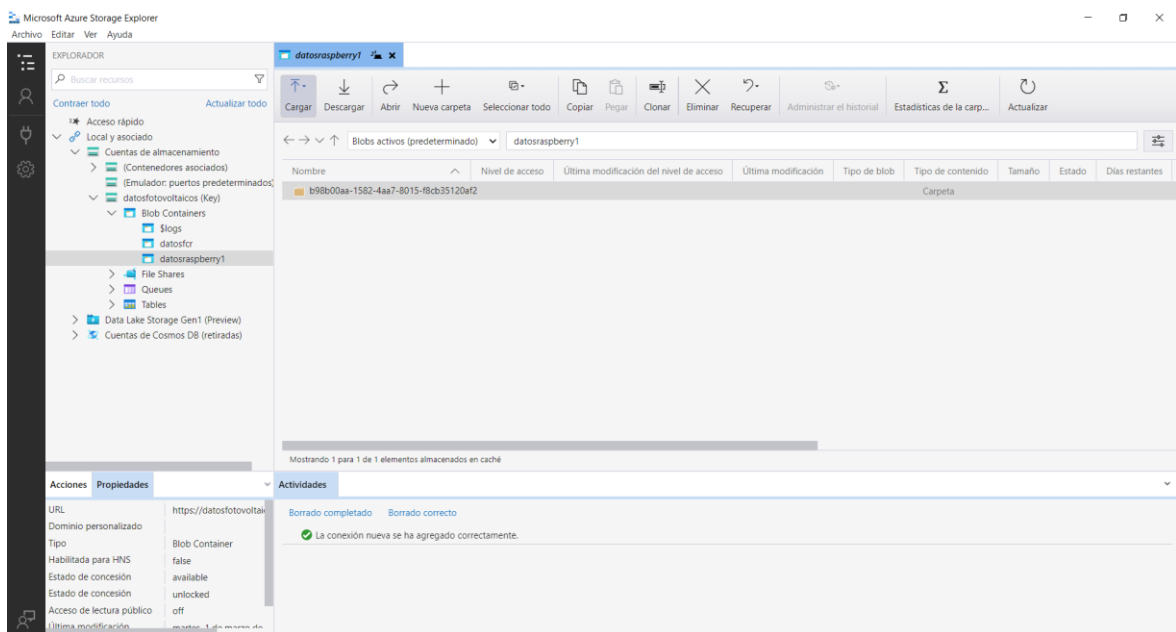 Microsoft Azure Storage Explorer
Archivo Editar Ver Ayuda
EXPLORADOR
Buscar recursos
Contraer todo Actualizar todo
Acceso rápido
Local y asociado
Cuentas de almacenamiento
(Contenedores asociados)
(Emulador: puertos predeterminados)
datosfotovoltaicos (Key)
Blob Containers
$logs
datosfcr
datosraspberry1
File Shares
Queues
Tables
Data Lake Storage Gen1 (Preview)
Cuentas de Cosmos DB (retiradas)
datosraspberry1
Cargar Descargar Abrir Nueva carpeta Seleccionar todo Copiar Pegar Clonar Eliminar Recuperar Administrar el historial Estadísticas de la carp... Actualizar
Blobs activos (predeterminado) datosraspberry1
Nombre Nivel de acceso Última modificación del nivel de acceso Última modificación Tipo de blob Tipo de contenido Tamaño Estado Días restantes
b98b00aa-1582-4aa7-8015-f8cb35120af2 Carpeta
Mostrando 1 para 1 de 1 elementos almacenados en caché
Acciones Propiedades
URL https://datosfotovoltai
Dominio personalizado
Tipo Blob Container
Habilitada para HNS false
Estado de concesión available
Estado de concesión unlocked
Acceso de lectura público off
Última modificación martes, 1 de marzo de
Actividades
Borrado completado Borrado correcto
La conexión nueva se ha agregado correctamente.